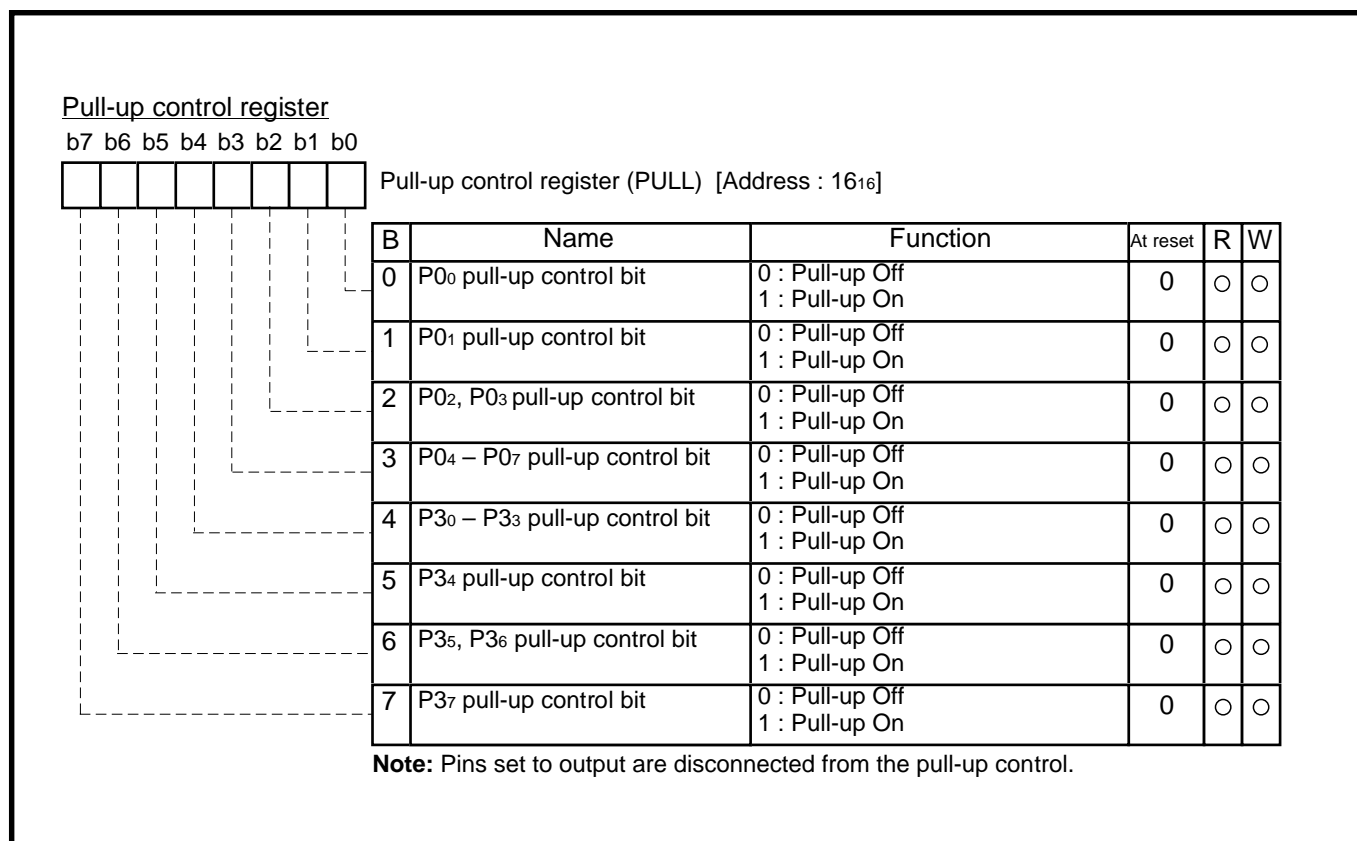 Pull-up control register
b7 b6 b5 b4 b3 b2 b1 b0
Pull-up control register (PULL) [Address : 16₁₆]
B Name Function At reset R W
0 P0₀ pull-up control bit 0 : Pull-up Off 0 ○ ○
1 : Pull-up On
1 P0₁ pull-up control bit 0 : Pull-up Off 0 ○ ○
1 : Pull-up On
2 P0₂, P0₃ pull-up control bit 0 : Pull-up Off 0 ○ ○
1 : Pull-up On
3 P0₄ – P0₇ pull-up control bit 0 : Pull-up Off 0 ○ ○
1 : Pull-up On
4 P3₀ – P3₃ pull-up control bit 0 : Pull-up Off 0 ○ ○
1 : Pull-up On
5 P3₄ pull-up control bit 0 : Pull-up Off 0 ○ ○
1 : Pull-up On
6 P3₅, P3₆ pull-up control bit 0 : Pull-up Off 0 ○ ○
1 : Pull-up On
7 P3₇ pull-up control bit 0 : Pull-up Off 0 ○ ○
1 : Pull-up On
Note: Pins set to output are disconnected from the pull-up control.